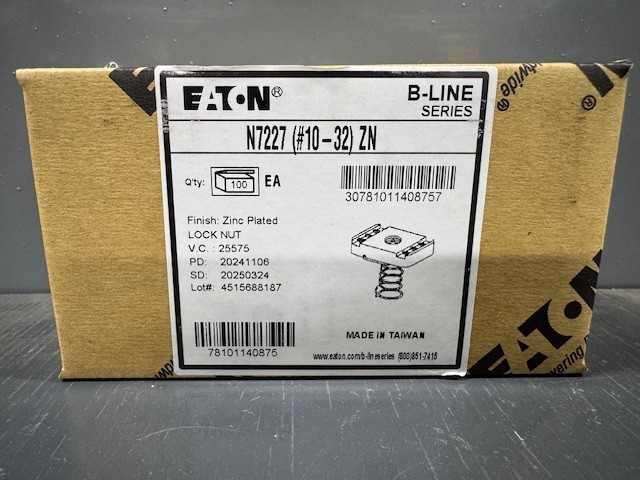 EATON®
B-LINE
SERIES
N7227 (#10-32) ZN
Q'ty: 100 EA
30781011408757
Finish: Zinc Plated
LOCK NUT
V.C. : 25575
PD: 20241106
SD: 20250324
Lot#: 4515688187
78101140875
MADE IN TAIWAN
www.eaton.com/b-lineseries (800)851-7415
EATON